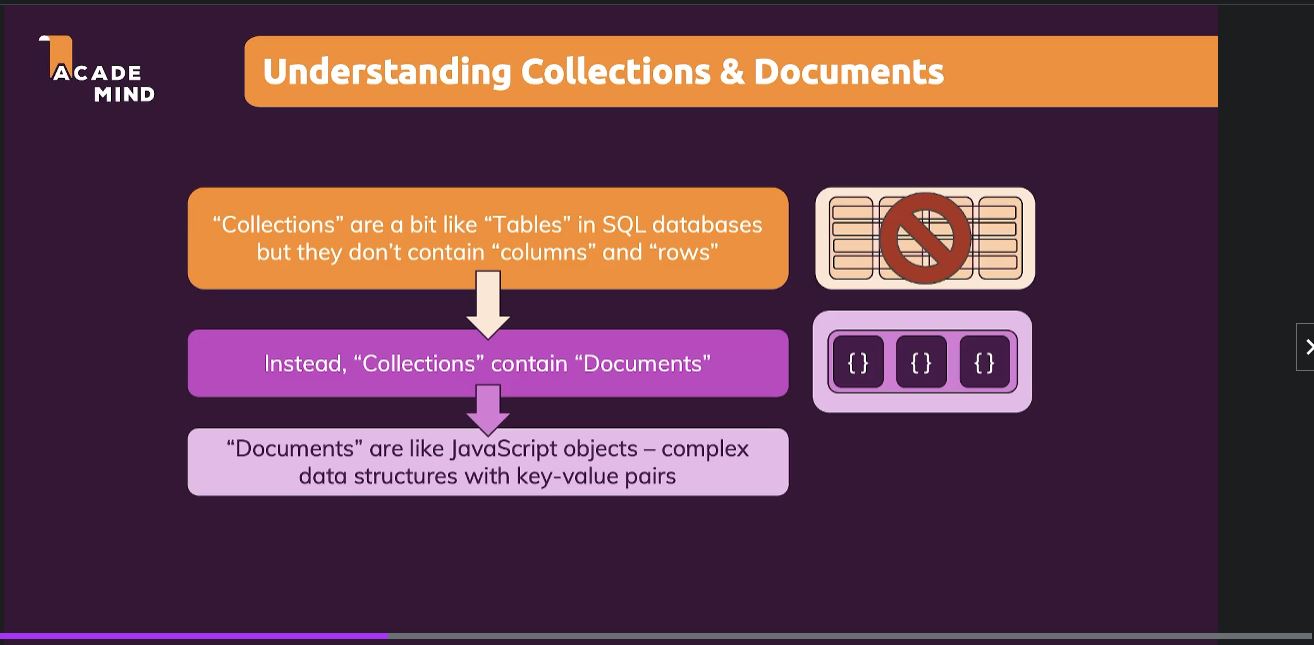 ACADE
MIND
Understanding Collections & Documents
“Collections” are a bit like “Tables” in SQL databases
but they don’t contain “columns” and “rows”
Instead, “Collections” contain “Documents”
{} {} {}
“Documents” are like JavaScript objects – complex
data structures with key-value pairs